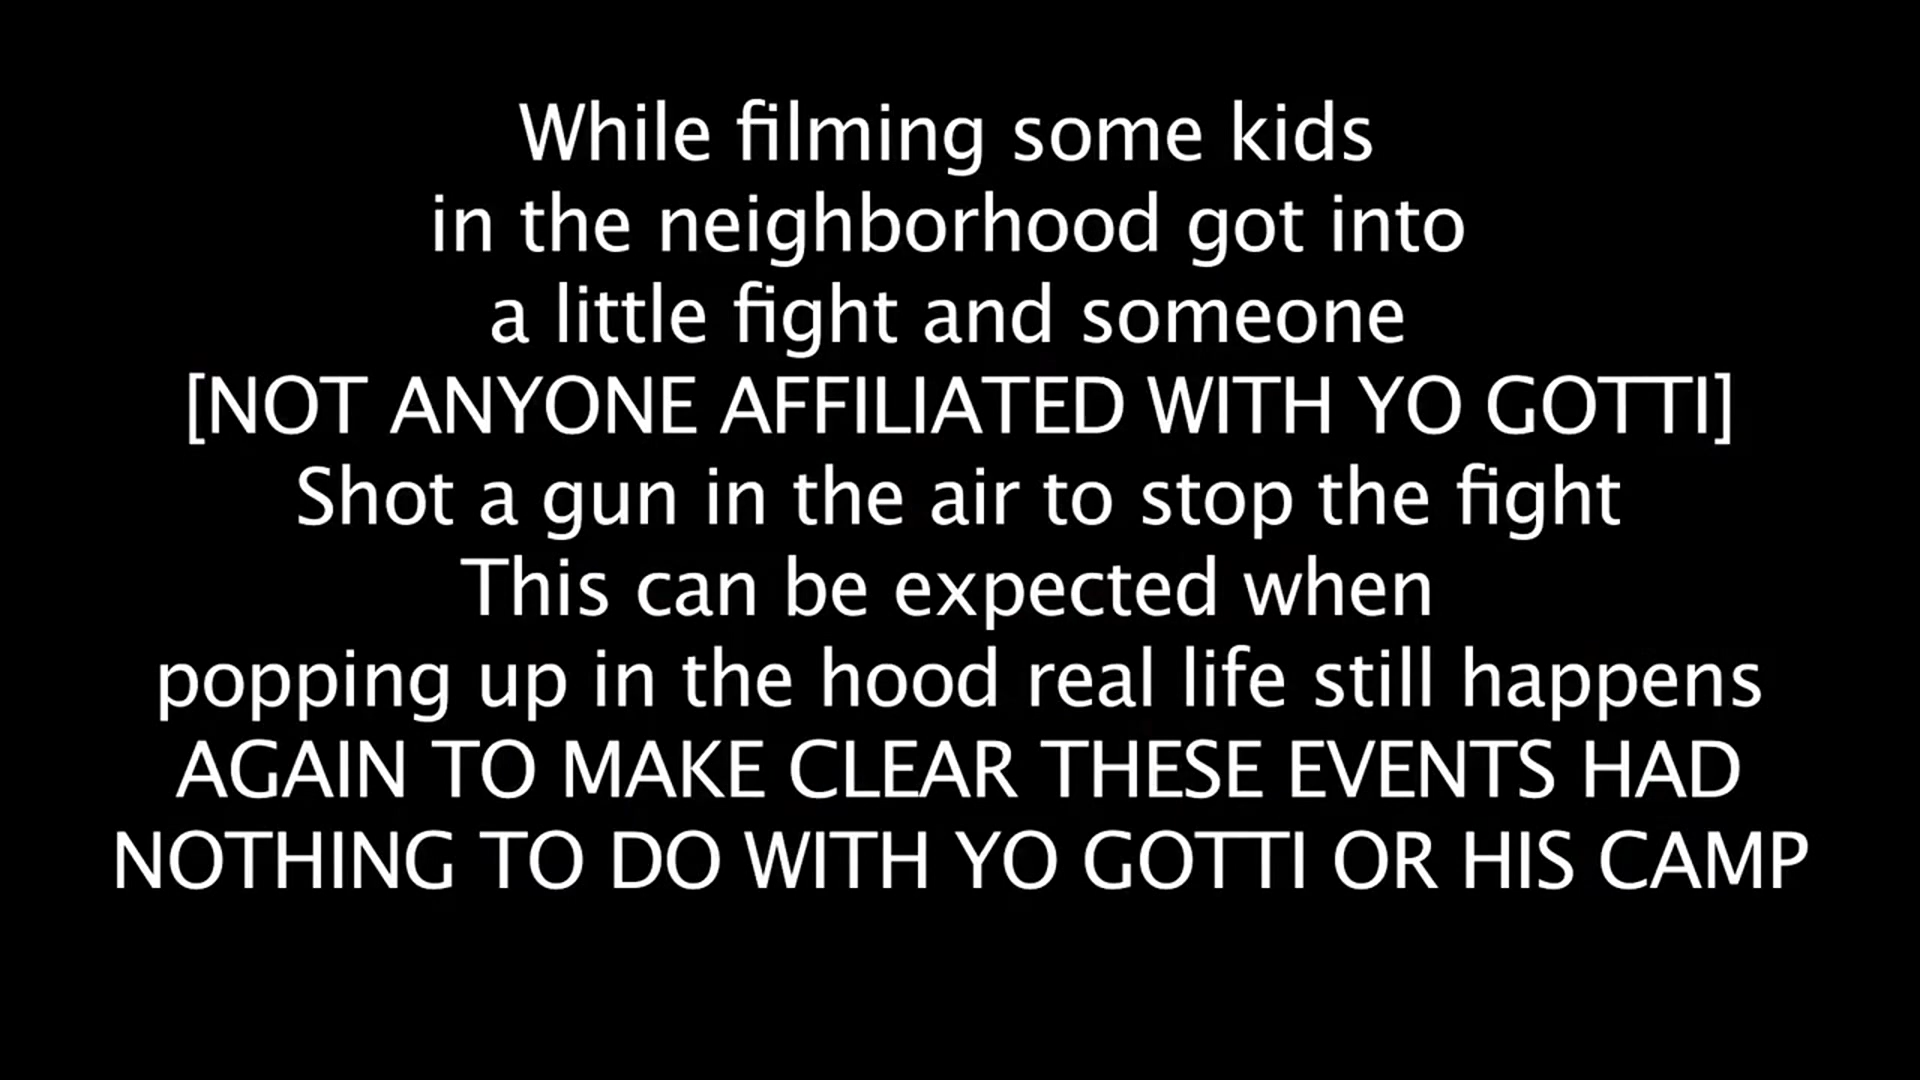 While filming some kids
in the neighborhood got into
a little fight and someone
[NOT ANYONE AFFILIATED WITH YO GOTTI]
Shot a gun in the air to stop the fight
This can be expected when
popping up in the hood real life still happens
AGAIN TO MAKE CLEAR THESE EVENTS HAD
NOTHING TO DO WITH YO GOTTI OR HIS CAMP